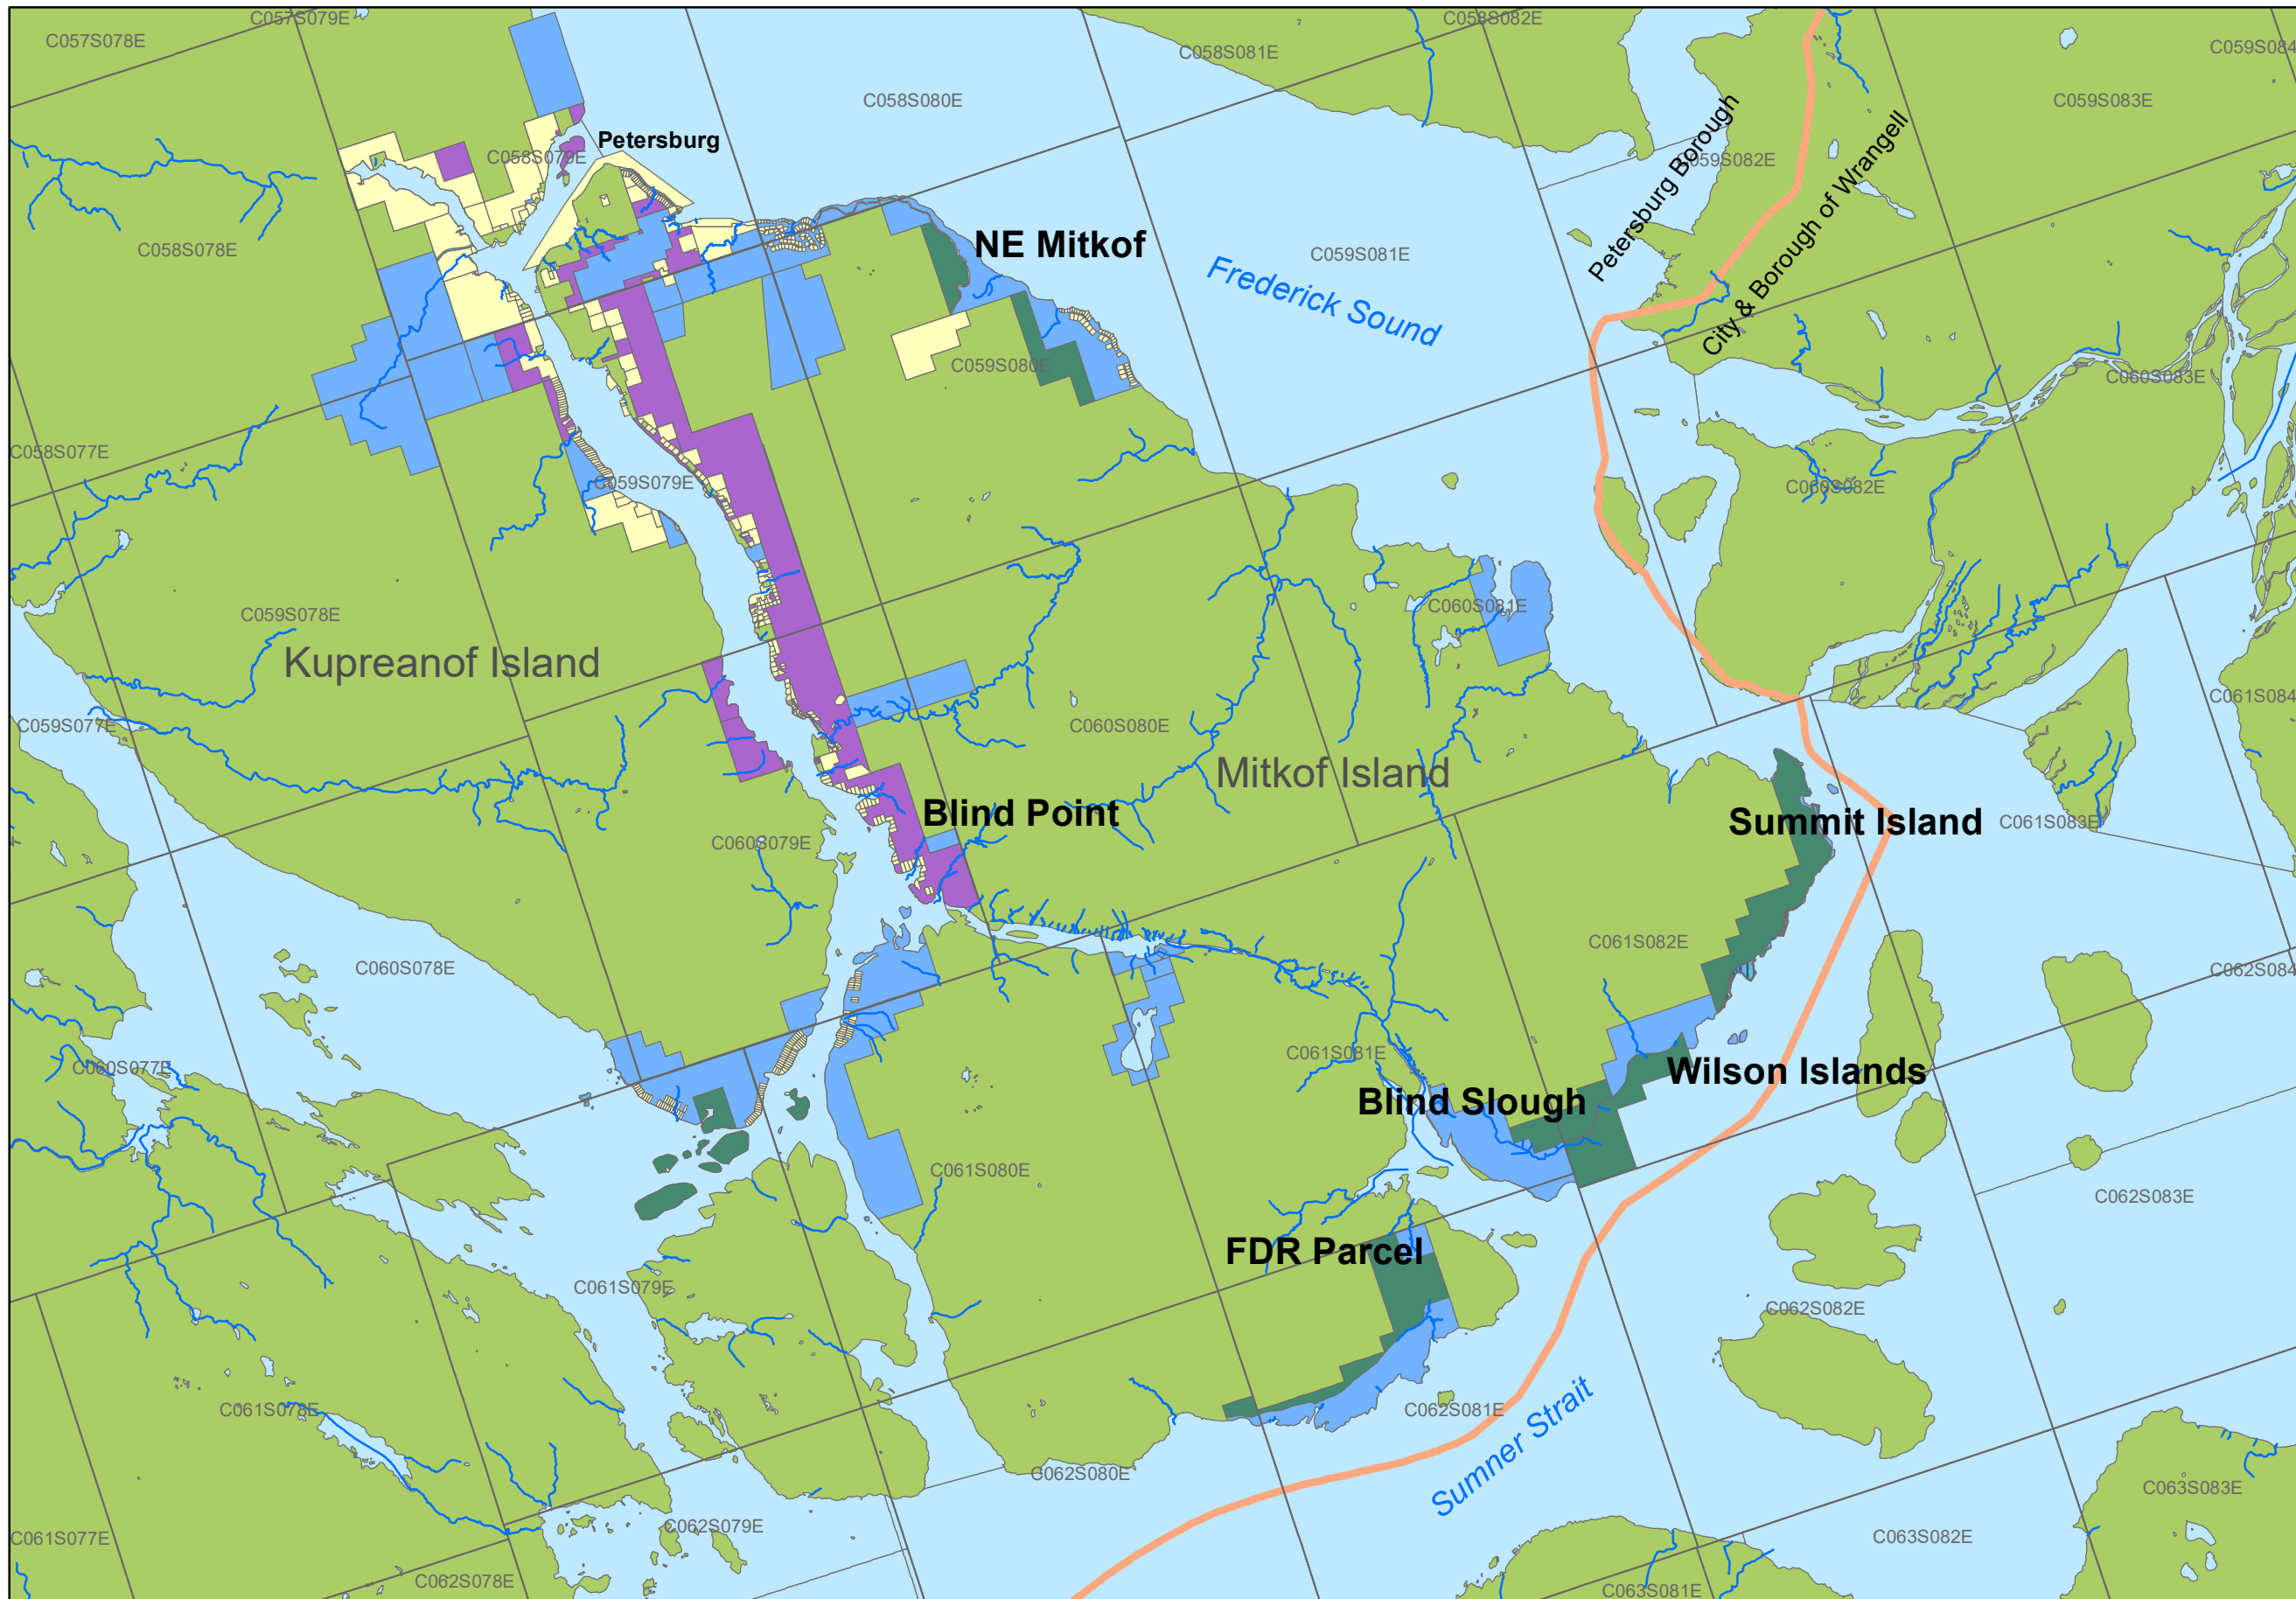 C057S079E
C058S082E
C057S078E
C058S081E
C059S084
C058S080E
C059S083E
Petersburg
C058S079E
C059S082E
Petersburg Borough
City & Borough of Wrangell
C058S078E
NE Mitkof
C059S081E
Frederick Sound
C059S080E
C060S083E
C058S077E
C059S079E
C060S082E
C059S078E
C060S081E
Kupreanof Island
C061S084
C059S077E
C060S080E
Mitkof Island
Blind Point
Summit Island
C061S083E
C060S079E
C061S082E
C060S078E
C062S084
C061S081E
C060S077E
Wilson Islands
Blind Slough
C061S080E
C062S083E
FDR Parcel
C061S079E
C062S082E
C061S078E
C062S081E
Sumner Strait
C062S080E
C063S083E
C062S079E
C061S077E
C063S082E
C062S078E
C063S081E